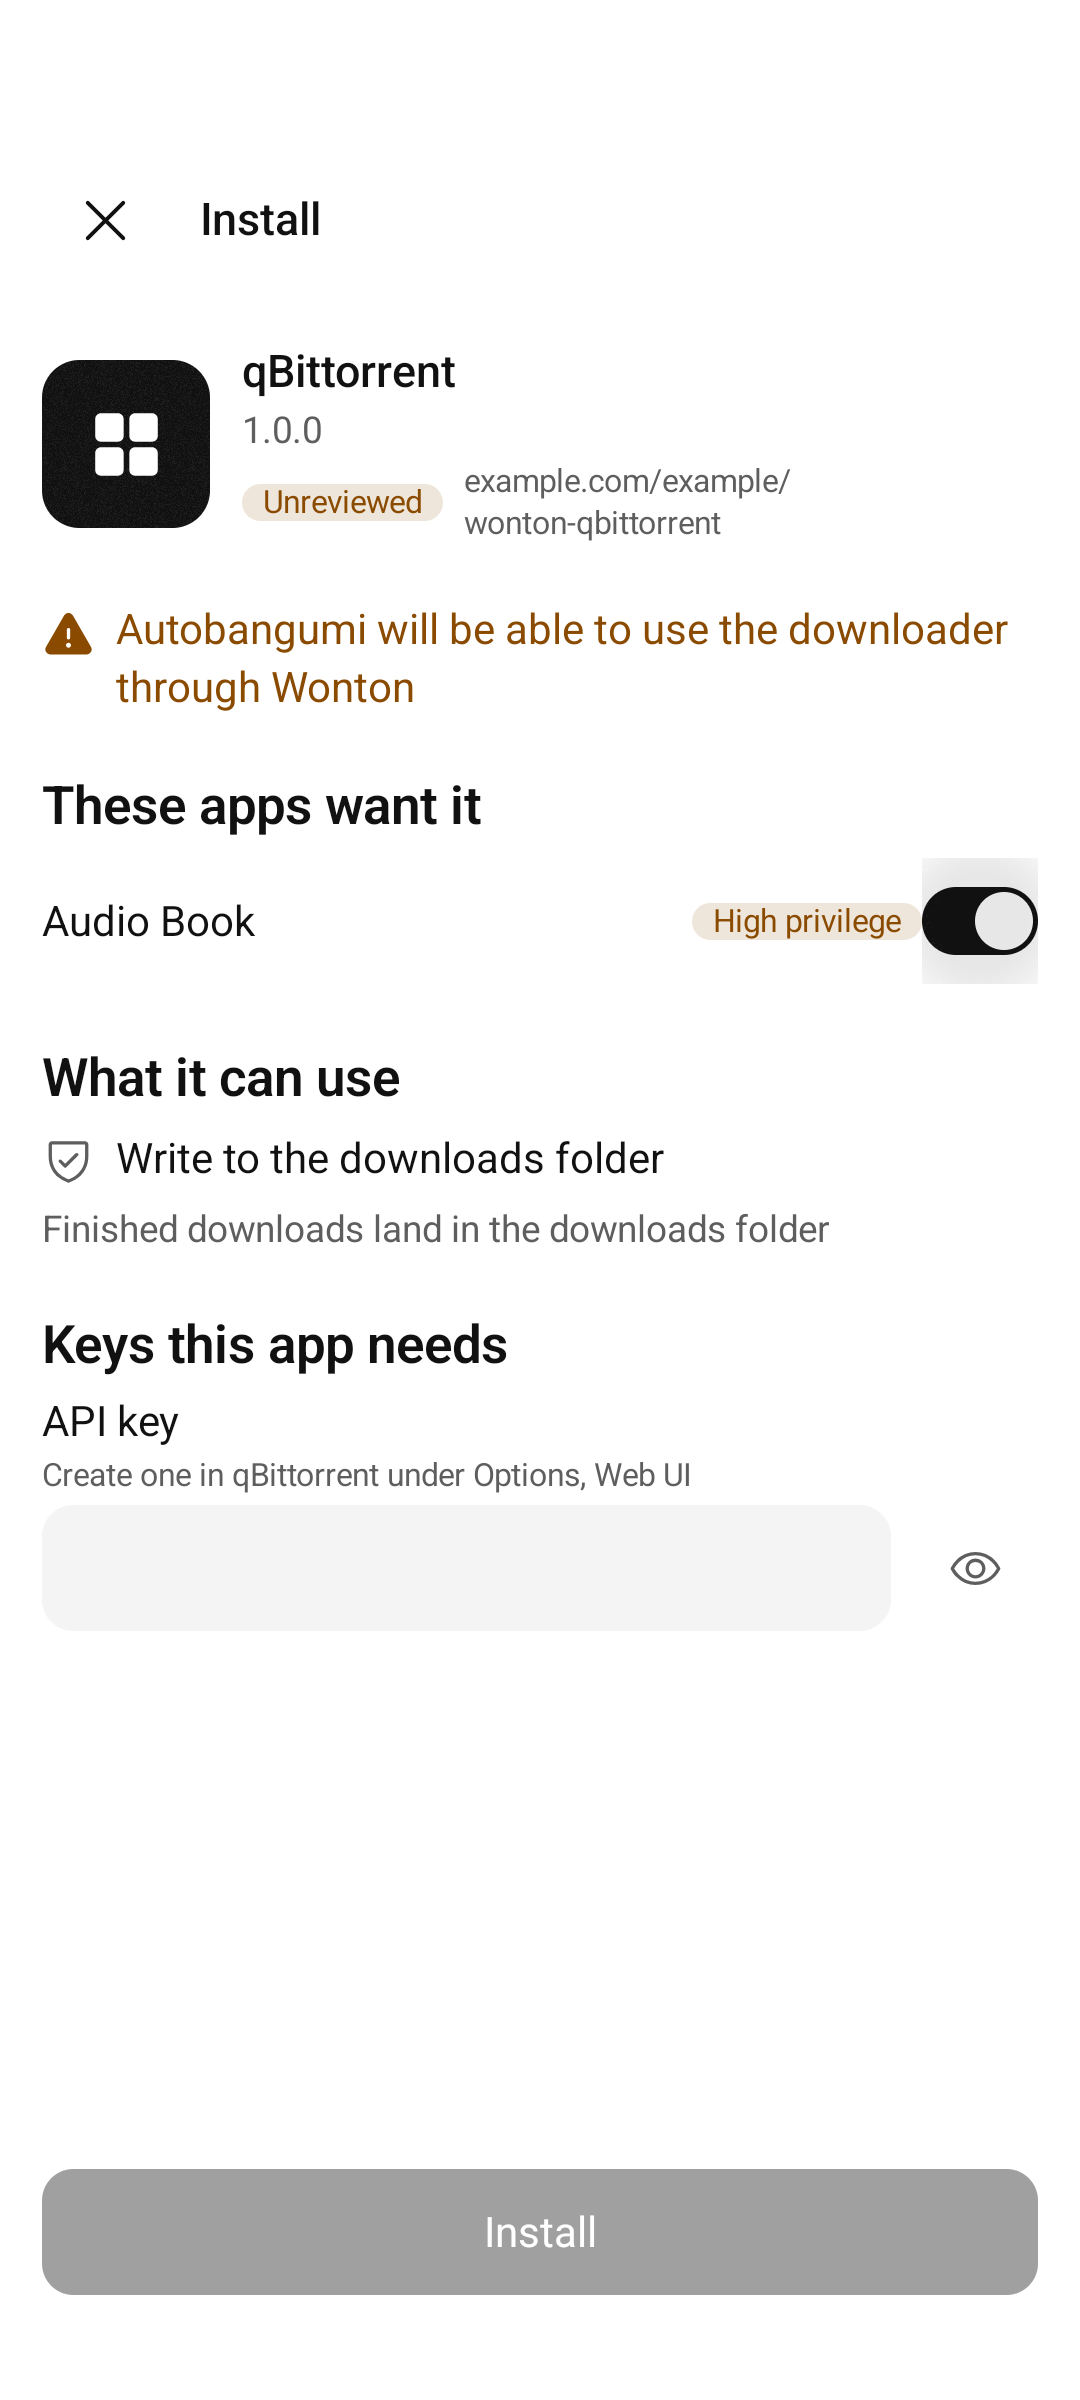 Install
qBittorrent
1.0.0
Unreviewed
example.com/example/
wonton-qbittorrent
Autobangumi will be able to use the downloader
through Wonton
These apps want it
Audio Book
High privilege
What it can use
Write to the downloads folder
Finished downloads land in the downloads folder
Keys this app needs
API key
Create one in qBittorrent under Options, Web UI
Install